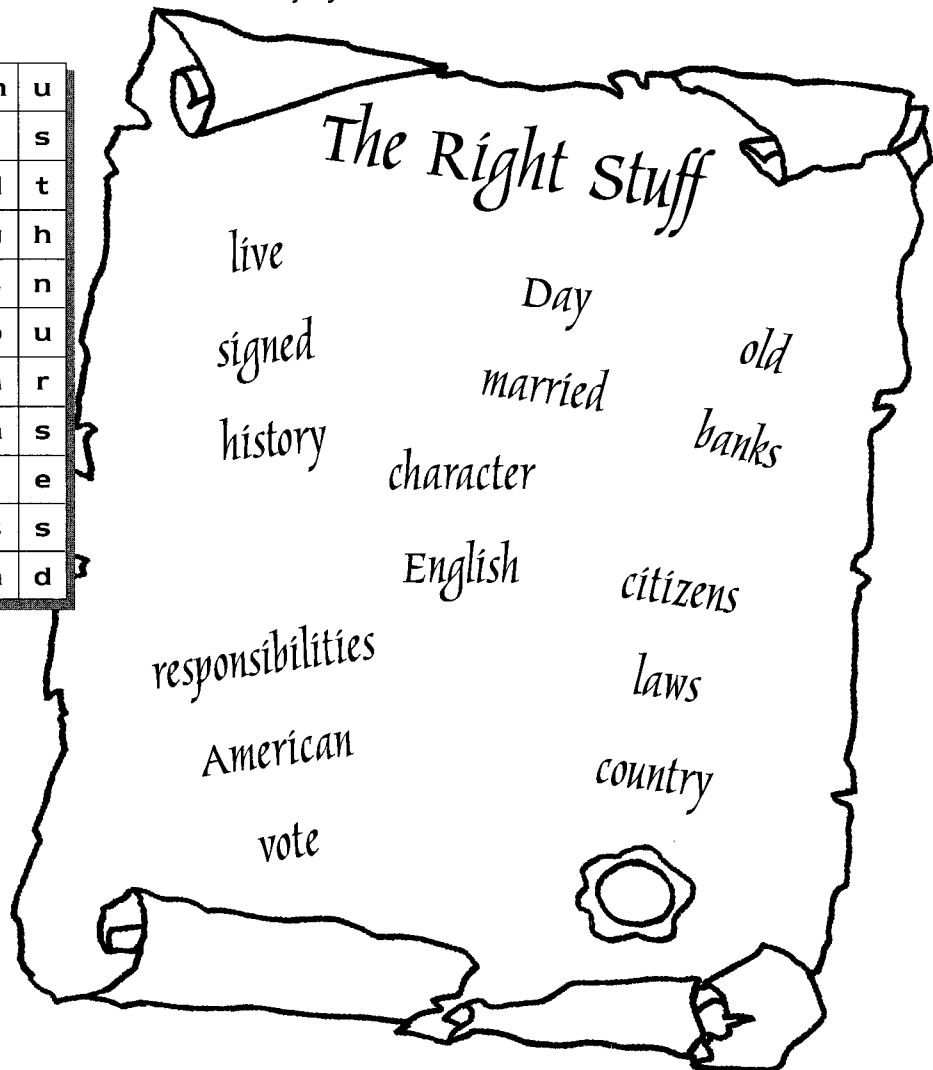 u
s
t
h
n
u
r
s
e
s
d
The Right Stuff
live
Day
signed
old
married
history
banks
character
English
citizens
responsibilities
laws
American
country
vote